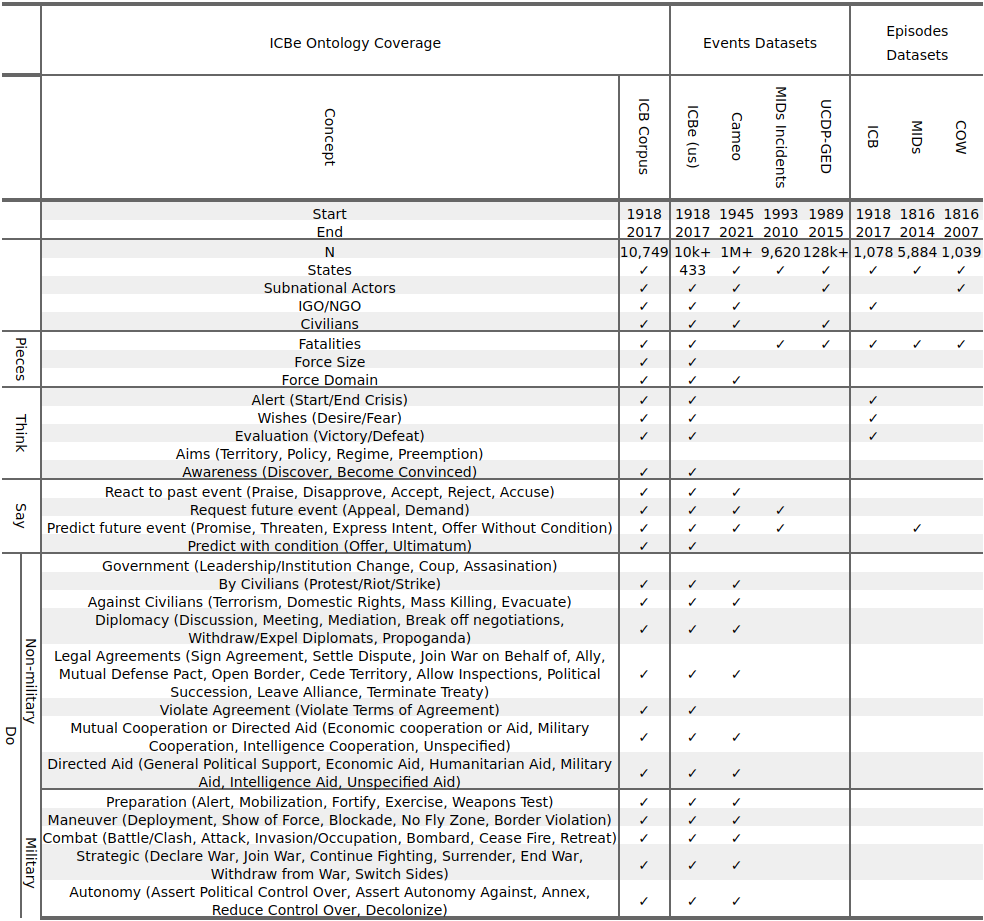 ICBe Ontology Coverage Events Datasets Episodes Datasets
Concept ICB Corpus ICBe (us) Cameo MIDs Incidents UCDP-GED ICB MIDs COW
Start 1918 1918 1945 1993 1989 1918 1816 1816
End 2017 2017 2021 2010 2015 2017 2014 2007
N 10,749 10k+ 1M+ 9,620 128k+ 1,078 5,884 1,039
States ✓ 433 ✓ ✓ ✓ ✓ ✓ ✓
Subnational Actors ✓ ✓ ✓ ✓ ✓
IGO/NGO ✓ ✓ ✓ ✓
Civilians ✓ ✓ ✓ ✓
Pieces
Fatalities ✓ ✓ ✓ ✓ ✓ ✓ ✓
Force Size ✓ ✓
Force Domain ✓ ✓ ✓
Think
Alert (Start/End Crisis) ✓ ✓ ✓
Wishes (Desire/Fear) ✓ ✓ ✓
Evaluation (Victory/Defeat) ✓ ✓ ✓
Aims (Territory, Policy, Regime, Preemption)
Awareness (Discover, Become Convinced) ✓ ✓
Say
React to past event (Praise, Disapprove, Accept, Reject, Accuse) ✓ ✓ ✓
Request future event (Appeal, Demand) ✓ ✓ ✓ ✓
Predict future event (Promise, Threaten, Express Intent, Offer Without Condition) ✓ ✓ ✓ ✓ ✓
Predict with condition (Offer, Ultimatum) ✓ ✓
Do
Non-military
Government (Leadership/Institution Change, Coup, Assasination)
By Civilians (Protest/Riot/Strike) ✓ ✓ ✓
Against Civilians (Terrorism, Domestic Rights, Mass Killing, Evacuate) ✓ ✓ ✓
Diplomacy (Discussion, Meeting, Mediation, Break off negotiations,
Withdraw/Expel Diplomats, Propoganda) ✓ ✓ ✓
Legal Agreements (Sign Agreement, Settle Dispute, Join War on Behalf of, Ally,
Mutual Defense Pact, Open Border, Cede Territory, Allow Inspections, Political ✓ ✓ ✓
Succession, Leave Alliance, Terminate Treaty)
Violate Agreement (Violate Terms of Agreement) ✓ ✓
Mutual Cooperation or Directed Aid (Economic cooperation or Aid, Military
Cooperation, Intelligence Cooperation, Unspecified) ✓ ✓ ✓
Directed Aid (General Political Support, Economic Aid, Humanitarian Aid, Military
Aid, Intelligence Aid, Unspecified Aid) ✓ ✓ ✓
Military
Preparation (Alert, Mobilization, Fortify, Exercise, Weapons Test) ✓ ✓ ✓
Maneuver (Deployment, Show of Force, Blockade, No Fly Zone, Border Violation) ✓ ✓ ✓
Combat (Battle/Clash, Attack, Invasion/Occupation, Bombard, Cease Fire, Retreat) ✓ ✓ ✓
Strategic (Declare War, Join War, Continue Fighting, Surrender, End War,
Withdraw from War, Switch Sides) ✓ ✓ ✓
Autonomy (Assert Political Control Over, Assert Autonomy Against, Annex,
Reduce Control Over, Decolonize) ✓ ✓ ✓